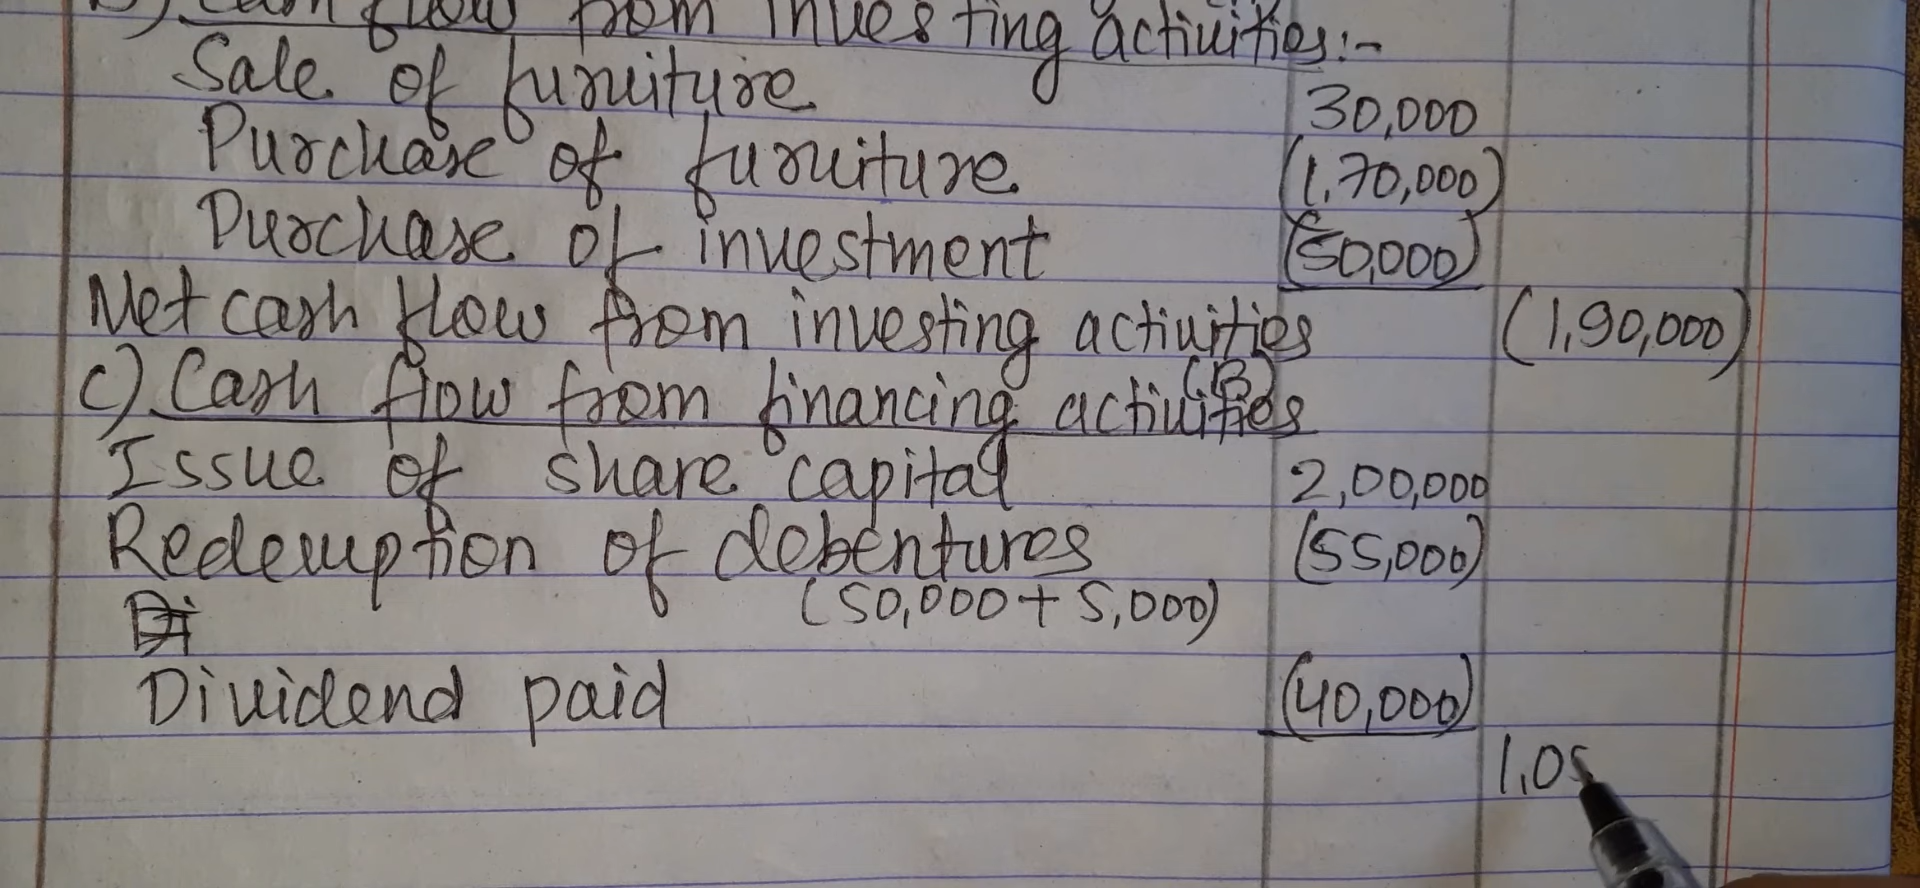 B) Cash flow from investing activities:-
Sale of furniture 30,000
Purchase of furniture (1,70,000)
Purchase of investment (50,000)
Net cash flow from investing activities (1,90,000)
(B)
C) Cash flow from financing activities
Issue of share capital 2,00,000
Redemption of debentures (55,000)
(50,000 + 5,000)
Di
Dividend paid (40,000)
1,05